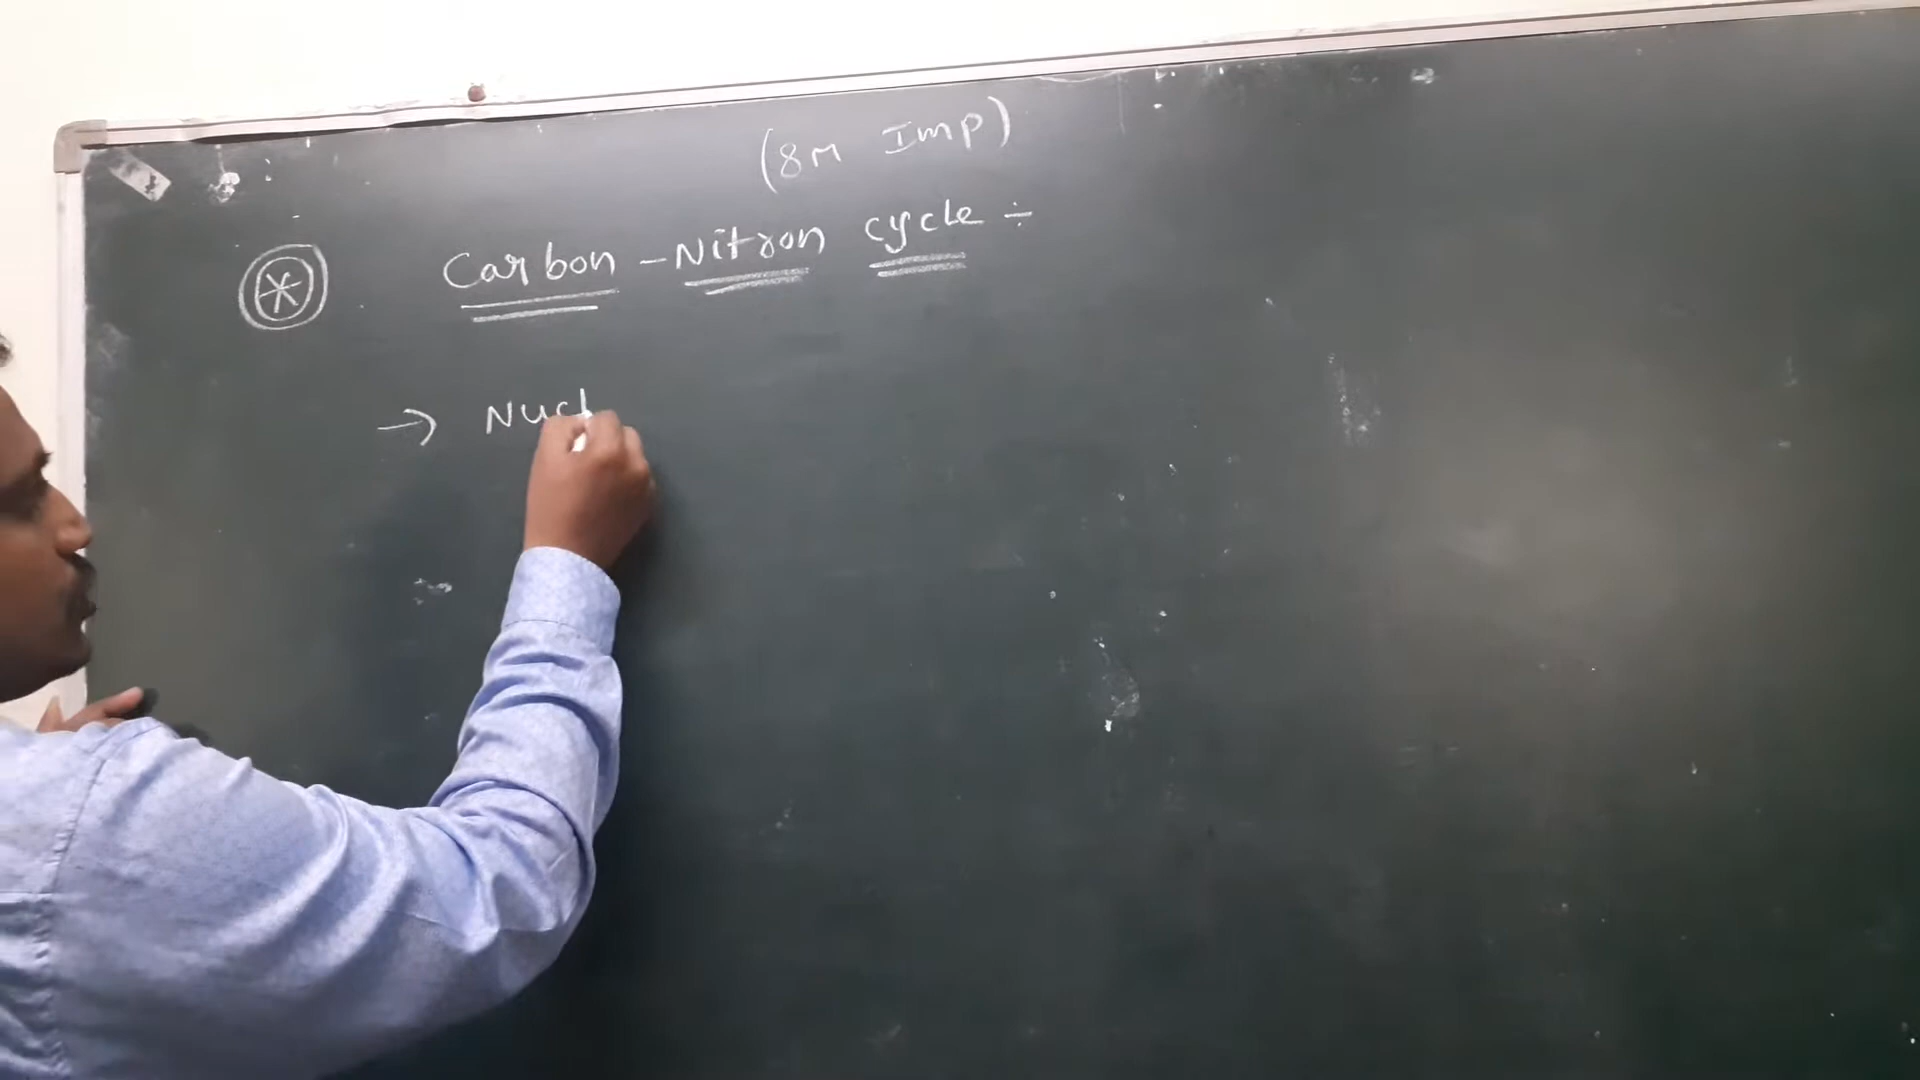 (8m Imp)
Carbon - Nitron cycle ÷
→ Nucl